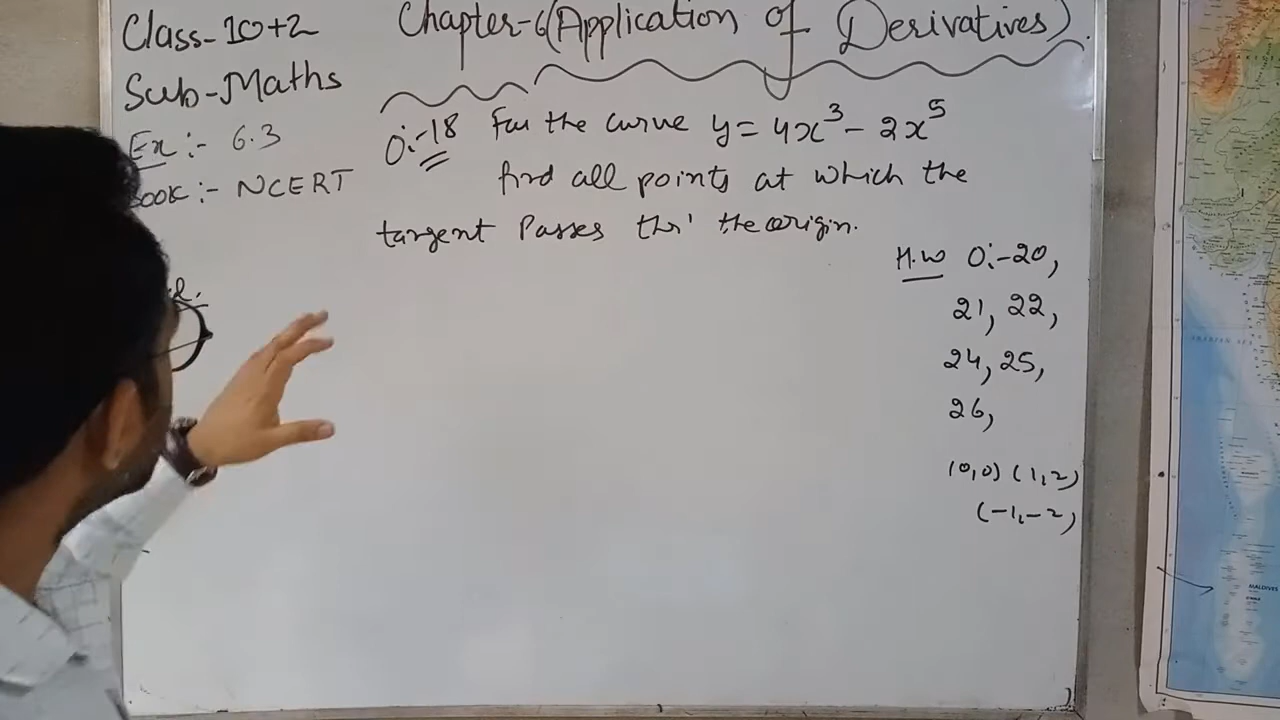 Class-10+2
Chapter-6(Application of Derivatives).
Sub-Maths
Ex:- 6.3
Book:- NCERT
Q:-18 For the curve y = 4x³ - 2x⁵
find all points at which the
tangent Passes thr' the origin.
H.W Q:-20,
21, 22,
24, 25,
26,
(0,0) (1,2)
(-1,-2)
MALDIVES